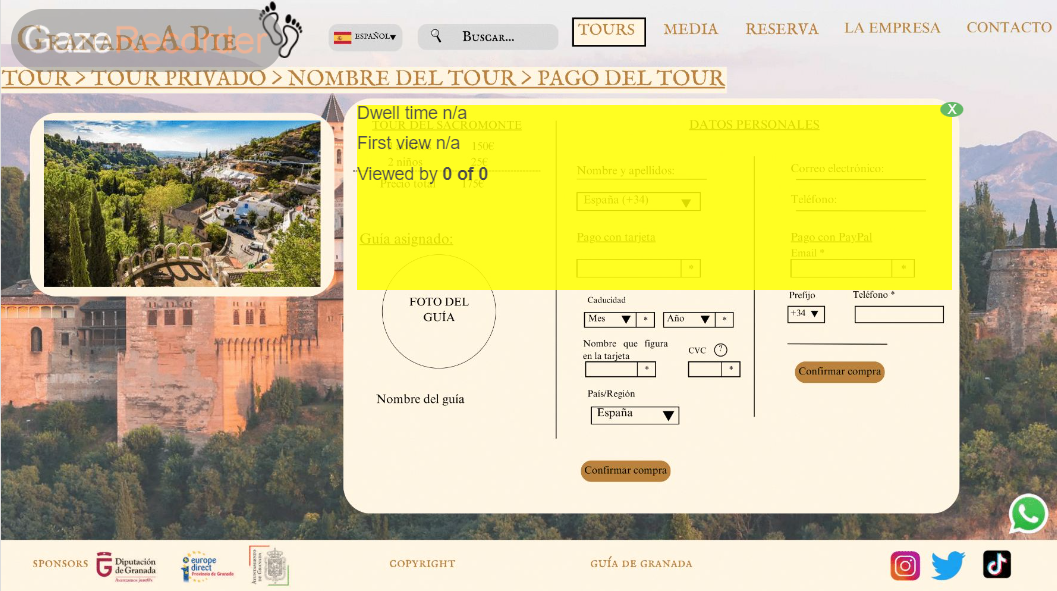 GRANADA A PIE
GazeRecorder
ESPAÑOL
BUSCAR...
TOURS
MEDIA
RESERVA
LA EMPRESA
CONTACTO
TOUR > TOUR PRIVADO > NOMBRE DEL TOUR > PAGO DEL TOUR
X
Dwell time n/a
First view n/a
Viewed by 0 of 0
TOUR DEL SACROMONTE
150€
2 niños 25€
Precio total 175€
Guía asignado:
FOTO DEL
GUÍA
Nombre del guía
DATOS PERSONALES
Nombre y apellidos:
España (+34)
Correo electrónico:
Teléfono:
Pago con tarjeta
*
Caducidad
Mes *
Año *
Nombre que figura
en la tarjeta
*
CVC ?
*
País/Región
España
Confirmar compra
Pago con PayPal
Email *
*
Prefijo
+34
Teléfono *
Confirmar compra
SPONSORS
Diputación
de Granada
europe
direct
Provincia de Granada
COPYRIGHT
GUÍA DE GRANADA